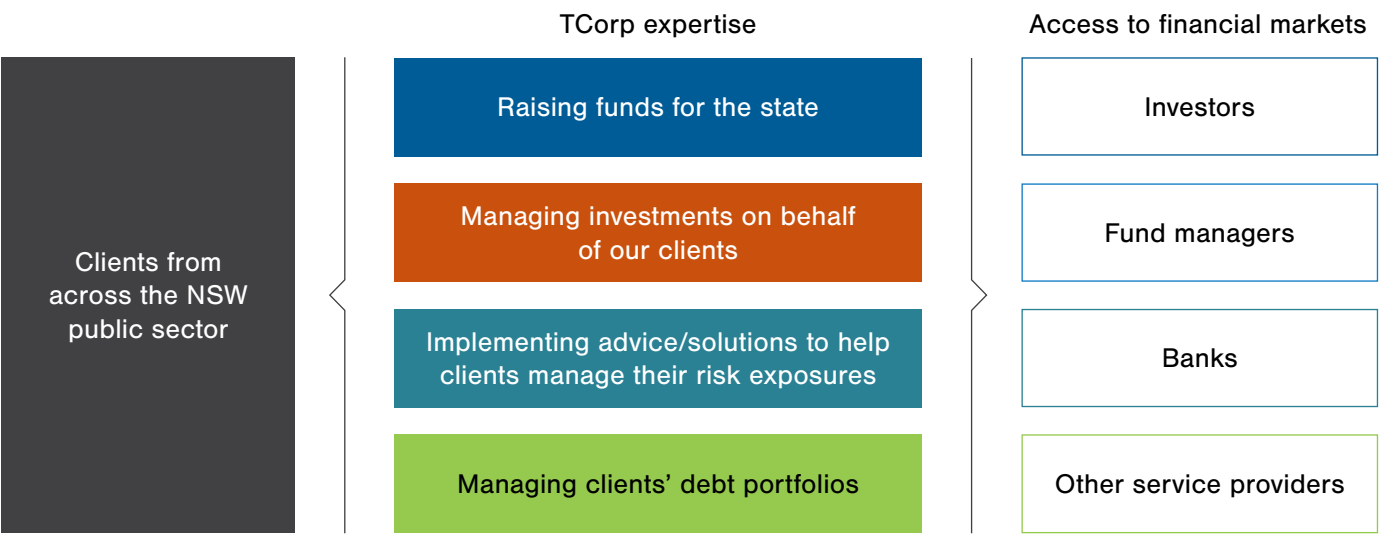 TCorp expertise
Access to financial markets
Clients from
across the NSW
public sector
Raising funds for the state
Managing investments on behalf
of our clients
Implementing advice/solutions to help
clients manage their risk exposures
Managing clients’ debt portfolios
Investors
Fund managers
Banks
Other service providers